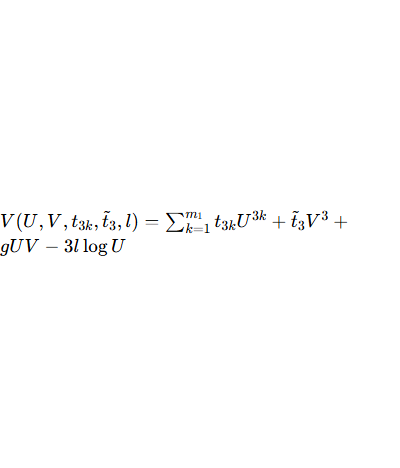 $V(U, V, t_{3k}, \tilde{t}_3, l) = \sum_{k=1}^{m_1} t_{3k} U^{3k} + \tilde{t}_3 V^3 +$
$gUV - 3l \log U$